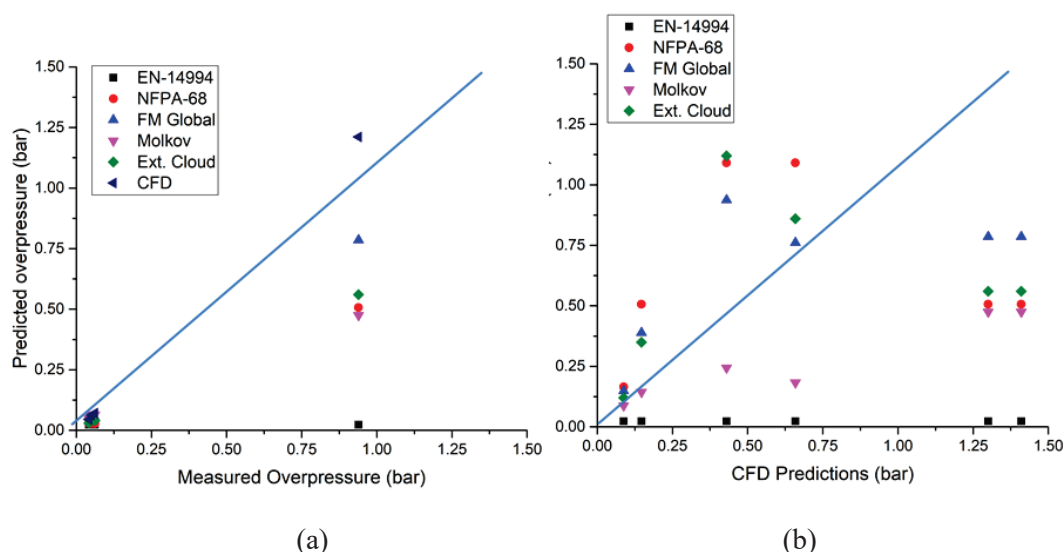 1.50
1.25
1.00
0.75
0.50
0.25
0.00
Predicted overpressure (bar)
EN-14994
NFPA-68
FM Global
Molkov
Ext. Cloud
CFD
0.00 0.25 0.50 0.75 1.00 1.25 1.50
Measured Overpressure (bar)
(a)
EN-14994
NFPA-68
FM Global
Molkov
Ext. Cloud
1.50
1.25
1.00
0.75
0.50
0.25
0.00
0.00 0.25 0.50 0.75 1.00 1.25 1.50
CFD Predictions (bar)
(b)